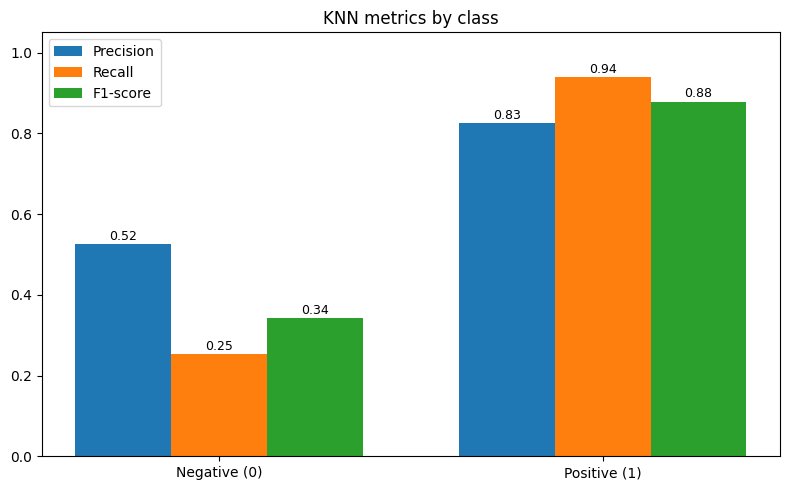 KNN metrics by class
Precision
Recall
F1-score
1.0
0.8
0.6
0.4
0.2
0.0
0.52
0.25
0.34
0.83
0.94
0.88
Negative (0)
Positive (1)